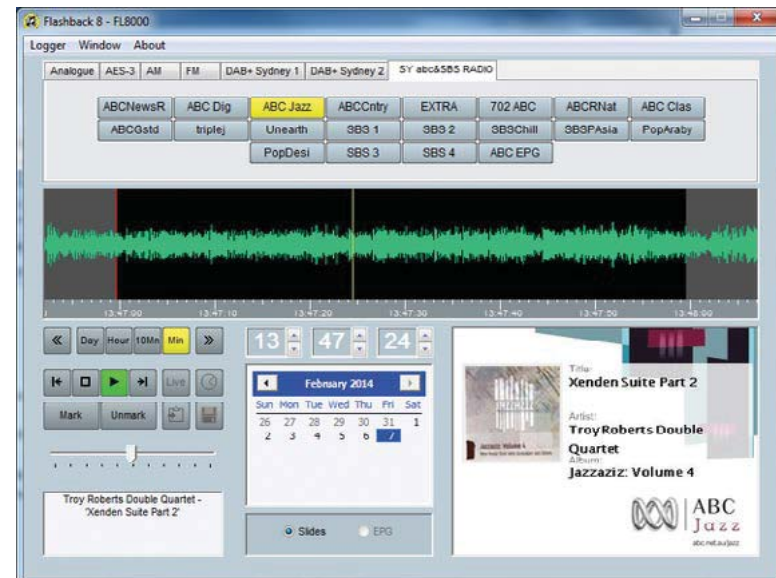 Flashback 8 - FL8000
Logger Window About
Analogue AES-3 AM FM DAB+ Sydney 1 DAB+ Sydney 2 SY abc&SBS RADIO
ABCNewsR ABC Dig ABC Jazz ABCCntry EXTRA 702 ABC ABCRNat ABC Clas
ABCGstd triplej Unearth SBS 1 SBS 2 SBSChill SBSPAsia PopAraby
PopDesi SBS 3 SBS 4 ABC EPG
13:47:00 13:47:10 13:47:20 13:47:30 13:47:40 13:47:50 13:48:00
Day Hour 10Mn Min
13 47 24
Live
Mark Unmark
February 2014
Sun Mon Tue Wed Thu Fri Sat
26 27 28 29 30 31 1
2 3 4 5 6 7
Troy Roberts Double Quartet -
'Xenden Suite Part 2'
Slides EPG
Title:
Xenden Suite Part 2
Artist:
TroyRoberts Double
Quartet
Album:
Jazzaziz: Volume 4
ABC
Jazz
abc.net.au/jazz